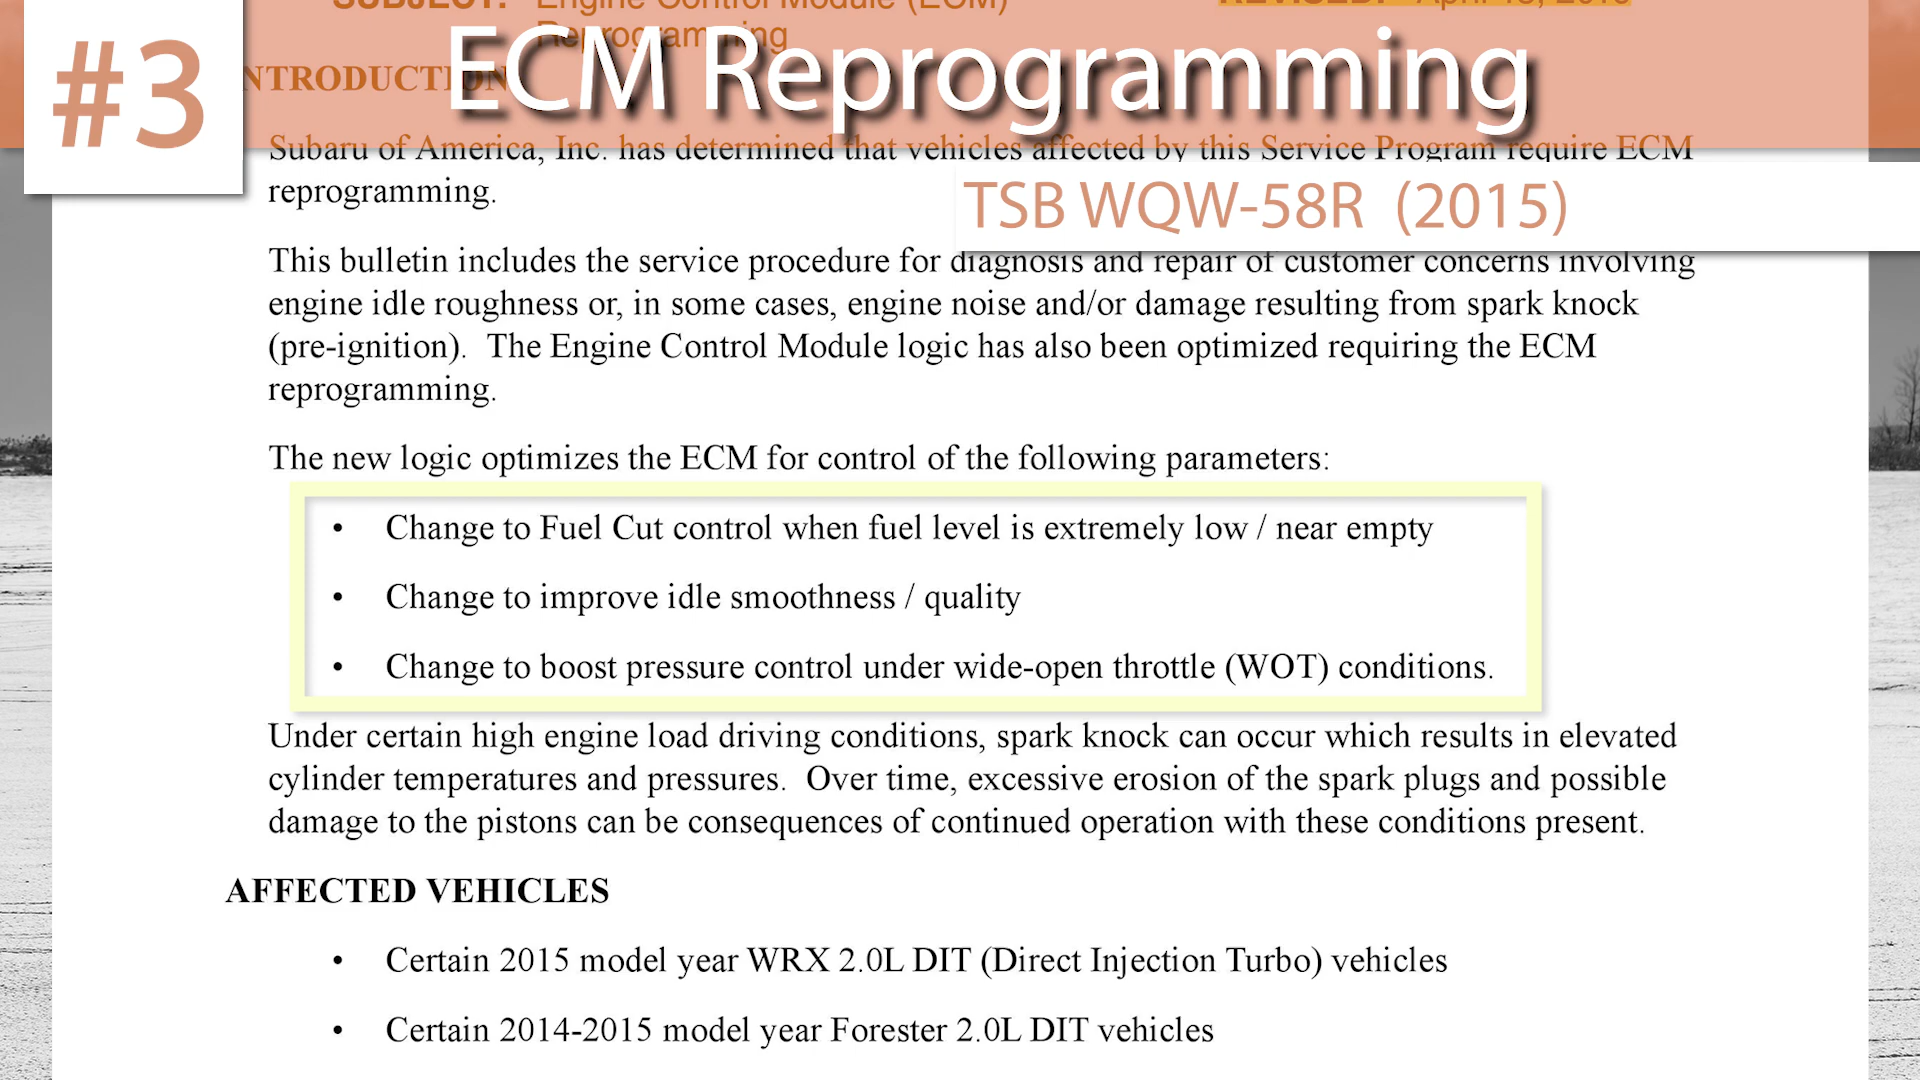 SUBJECT: Engine Control Module (ECM)
Reprogramming
REVISED:
#3
ECM Reprogramming
NTRODUCTION
Subaru of America, Inc. has determined that vehicles affected by this Service Program require ECM
reprogramming.
TSB WQW-58R (2015)
This bulletin includes the service procedure for diagnosis and repair of customer concerns involving
engine idle roughness or, in some cases, engine noise and/or damage resulting from spark knock
(pre-ignition). The Engine Control Module logic has also been optimized requiring the ECM
reprogramming.
The new logic optimizes the ECM for control of the following parameters:
• Change to Fuel Cut control when fuel level is extremely low / near empty
• Change to improve idle smoothness / quality
• Change to boost pressure control under wide-open throttle (WOT) conditions.
Under certain high engine load driving conditions, spark knock can occur which results in elevated
cylinder temperatures and pressures. Over time, excessive erosion of the spark plugs and possible
damage to the pistons can be consequences of continued operation with these conditions present.
AFFECTED VEHICLES
• Certain 2015 model year WRX 2.0L DIT (Direct Injection Turbo) vehicles
• Certain 2014-2015 model year Forester 2.0L DIT vehicles